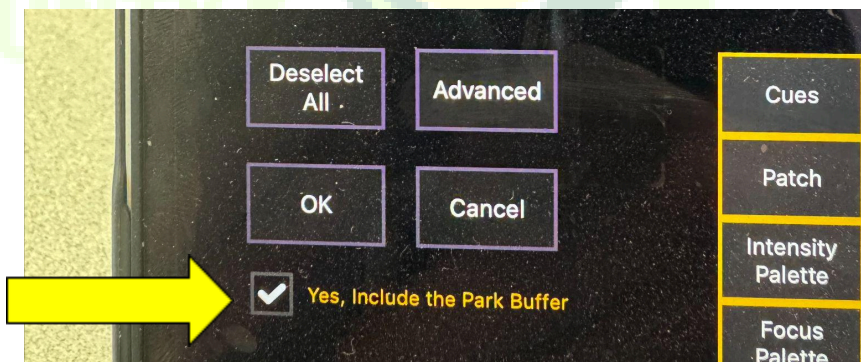 Deselect
All
Advanced
OK
Cancel
Yes, Include the Park Buffer
Cues
Patch
Intensity
Palette
Focus
Palette